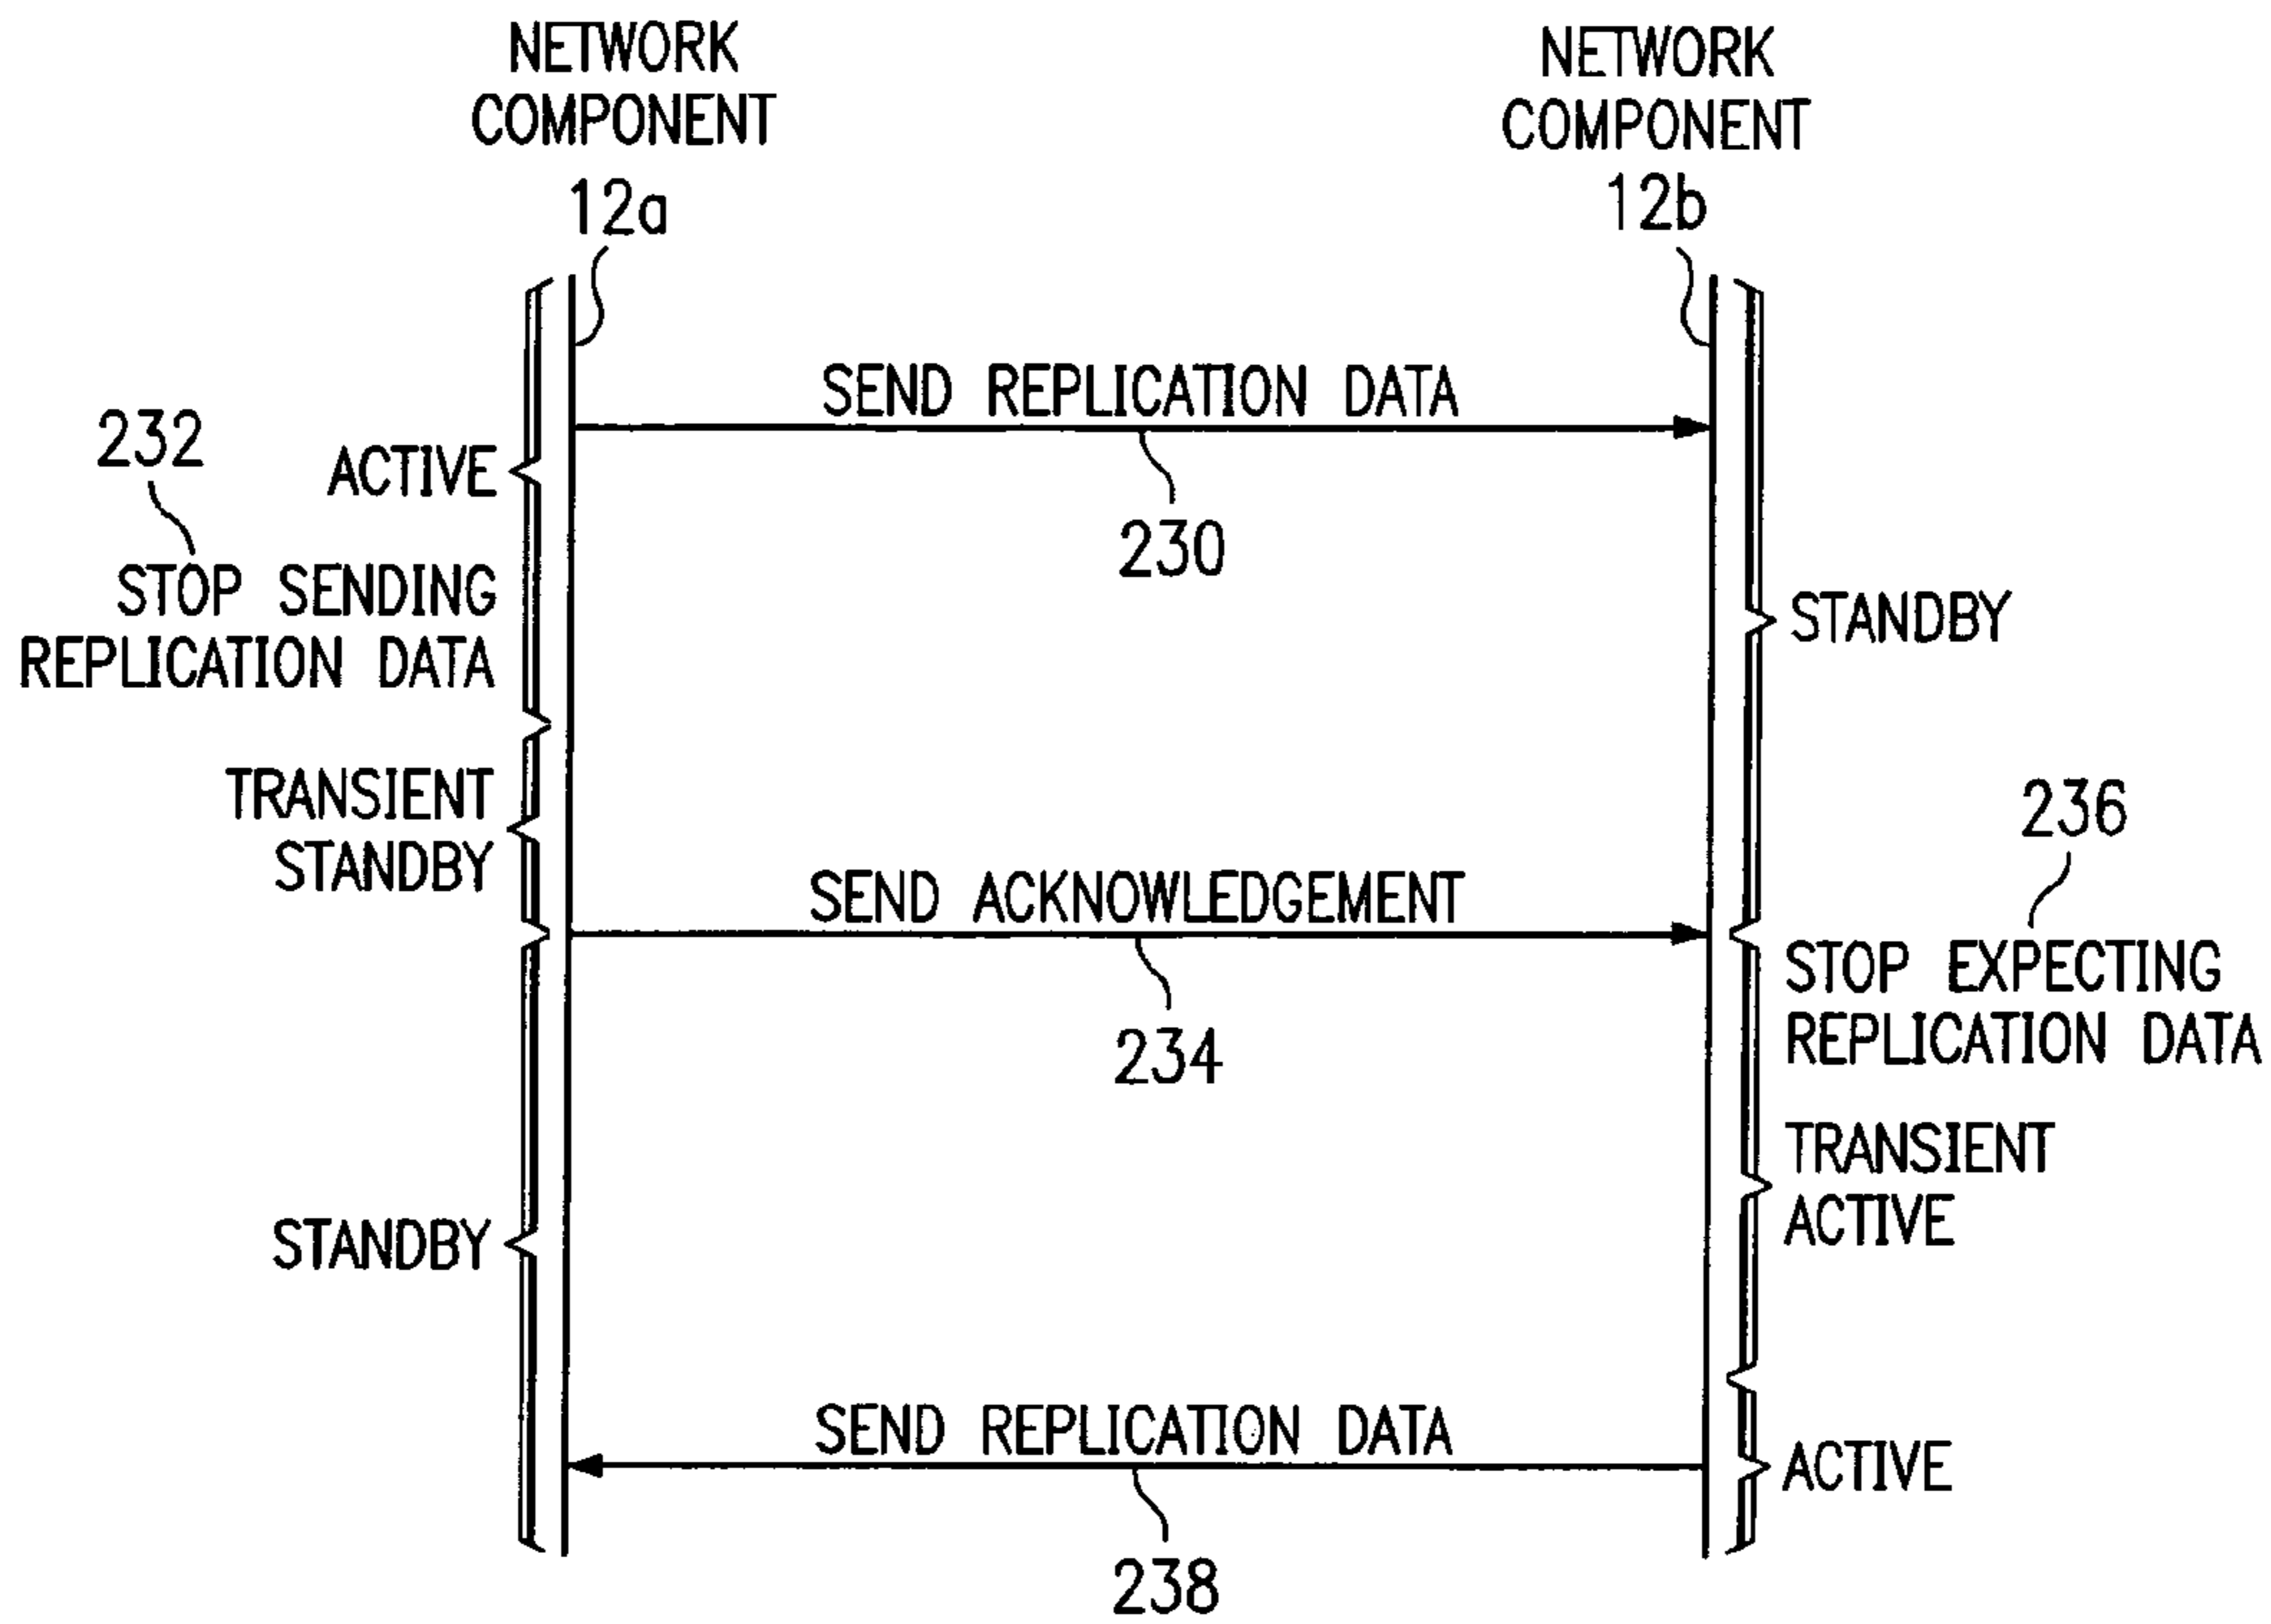 NETWORK
COMPONENT
12a
NETWORK
COMPONENT
12b
SEND REPLICATION DATA
230
232
ACTIVE
STOP SENDING
REPLICATION DATA
STANDBY
TRANSIENT
STANDBY
236
SEND ACKNOWLEDGEMENT
234
STOP EXPECTING
REPLICATION DATA
TRANSIENT
ACTIVE
STANDBY
SEND REPLICATION DATA
238
ACTIVE